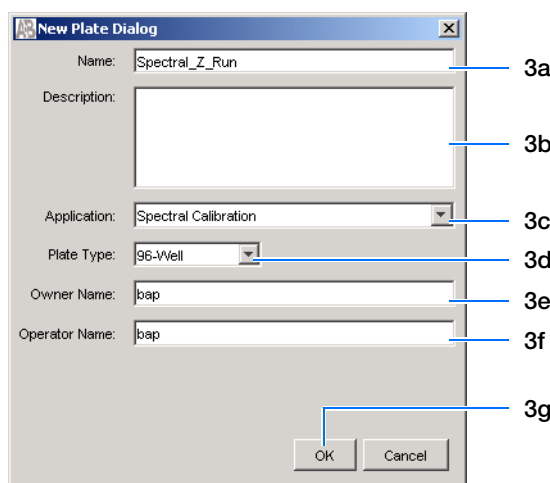 AB New Plate Dialog
Name: Spectral_Z_Run 3a
Description: 3b
Application: Spectral Calibration 3c
Plate Type: 96-Well 3d
Owner Name: bap 3e
Operator Name: bap 3f
3g
OK Cancel